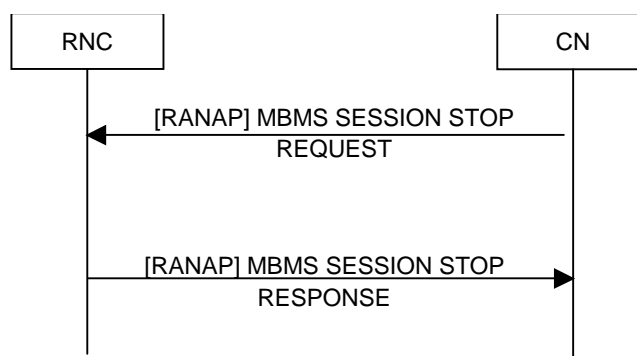 RNC
CN
[RANAP] MBMS SESSION STOP
REQUEST
[RANAP] MBMS SESSION STOP
RESPONSE